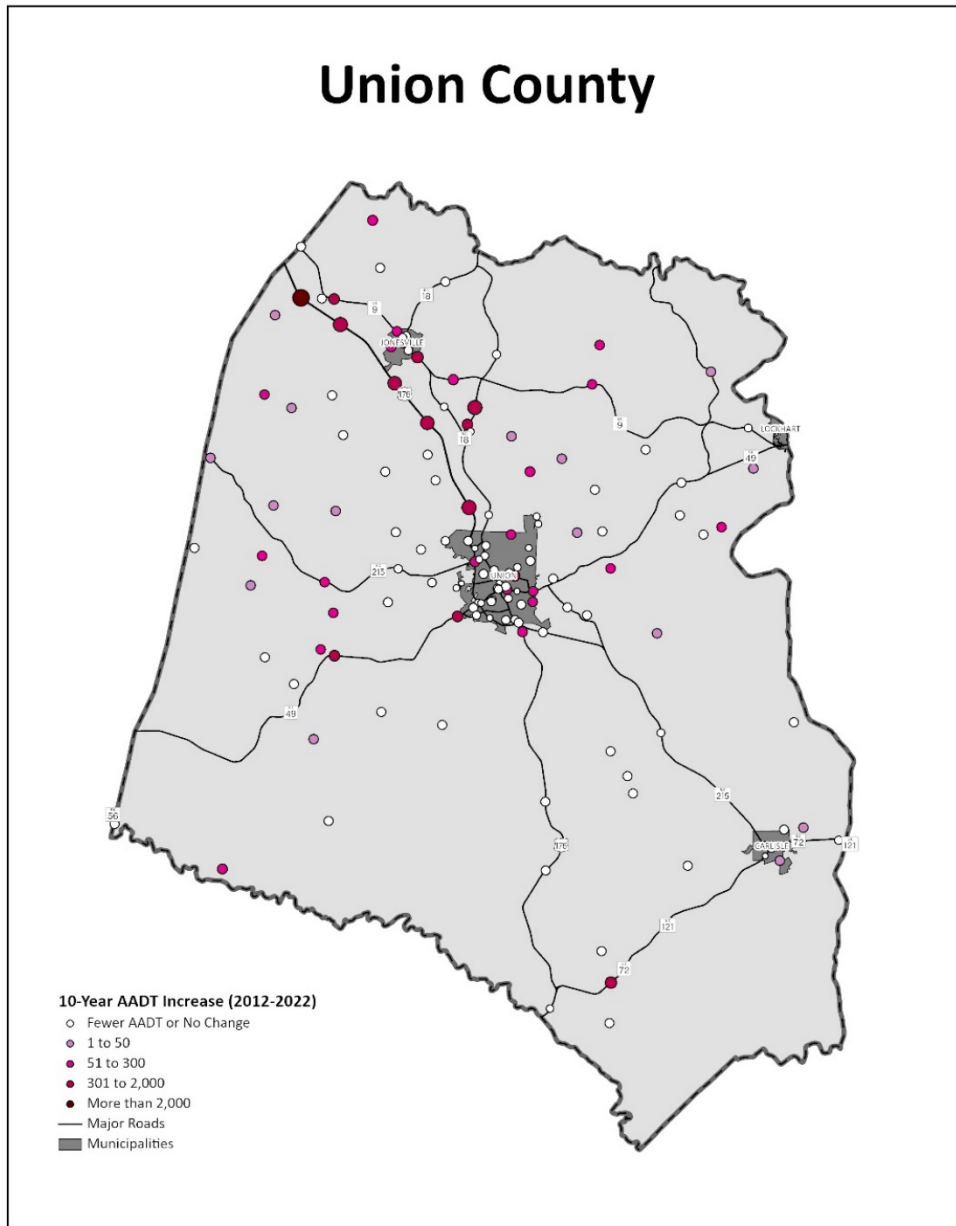 Union County
9
18
JONESVILLE
176
18
9
LOCKHART
49
UNION
215
49
56
215
176
CARLISLE
72
121
121
72
10-Year AADT Increase (2012-2022)
Fewer AADT or No Change
1 to 50
51 to 300
301 to 2,000
More than 2,000
Major Roads
Municipalities